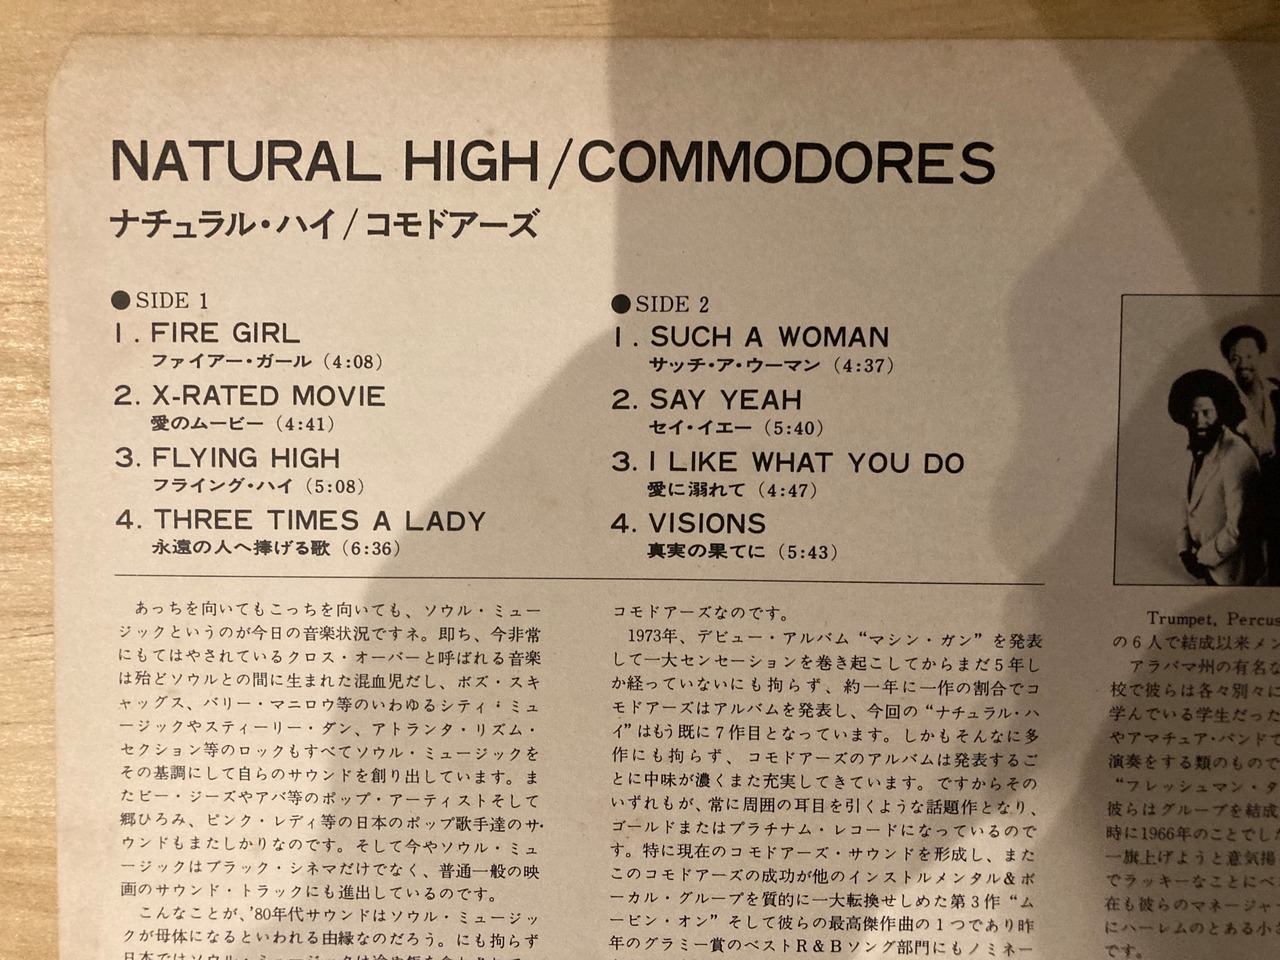 NATURAL HIGH/COMMODORES
ナチュラル・ハイ/コモドアーズ
●SIDE 1
1. FIRE GIRL
ファイアー・ガール (4:08)
2. X-RATED MOVIE
愛のムービー (4:41)
3. FLYING HIGH
フライング・ハイ (5:08)
4. THREE TIMES A LADY
永遠の人へ捧げる歌 (6:36)
●SIDE 2
1. SUCH A WOMAN
サッチ・ア・ウーマン (4:37)
2. SAY YEAH
セイ・イエー (5:40)
3. I LIKE WHAT YOU DO
愛に溺れて (4:47)
4. VISIONS
真実の果てに (5:43)
あっちを向いてもこっちを向いても、ソウル・ミュー
ジックというのが今日の音楽状況ですネ。即ち、今非常
にもてはやされているクロス・オーバーと呼ばれる音楽
は殆どソウルとの間に生まれた混血児だし、ボズ・スキ
ャッグス、バリー・マニロウ等のいわゆるシティ・ミュ
ージックやスティーリー・ダン、アトランタ・リズム・
セクション等のロックもすべてソウル・ミュージックを
その基調にして自らのサウンドを創り出しています。ま
たビー・ジーズやアバ等のポップ・アーティストそして
郷ひろみ、ピンク・レディ等の日本のポップ歌手達のサ
ウンドもまたしかりなのです。そして今やソウル・ミュ
ージックはブラック・シネマだけでなく、普通一般の映
画のサウンド・トラックにも進出しているのです。
こんなことが、'80年代サウンドはソウル・ミュージッ
クが母体になるといわれる由縁なのだろう。にも拘らず
日本ではソウル・ミュージックは
コモドアーズなのです。
1973年、デビュー・アルバム“マシン・ガン”を発表
して一大センセーションを巻き起こしてからまだ5年し
か経っていないにも拘らず、約一年に一作の割合でコ
モドアーズはアルバムを発表し、今回の“ナチュラル・ハ
イ”はもう既に7作目となっています。しかもそんなに多
作にも拘らず、コモドアーズのアルバムは発表するご
とに中味が濃くまた充実してきています。ですからその
いずれもが、常に周囲の耳目を引くような話題作となり、
ゴールドまたはプラチナム・レコードになっているので
す。特に現在のコモドアーズ・サウンドを形成し、また
このコモドアーズの成功が他のインストルメンタル&ボ
ーカル・グループを質的に一大転換せしめた第3作“ム
ービン・オン”そして彼らの最高傑作曲の1つであり昨
年のグラミー賞のベストR&Bソング部門にもノミネー
Trumpet, Percus
の6人で結成以来メン
アラバマ州の有名な
校で彼らは各々別々に
学んでいる学生だった
やアマチュア・バンドで
演奏をする類のもので
“フレッシュマン・タ
彼らはグループを結成
時に1966年のことでした
一旗上げようと意気揚
でラッキーなことにベ
在も彼らのマネージャー
にハーレムのとある小さ
です。